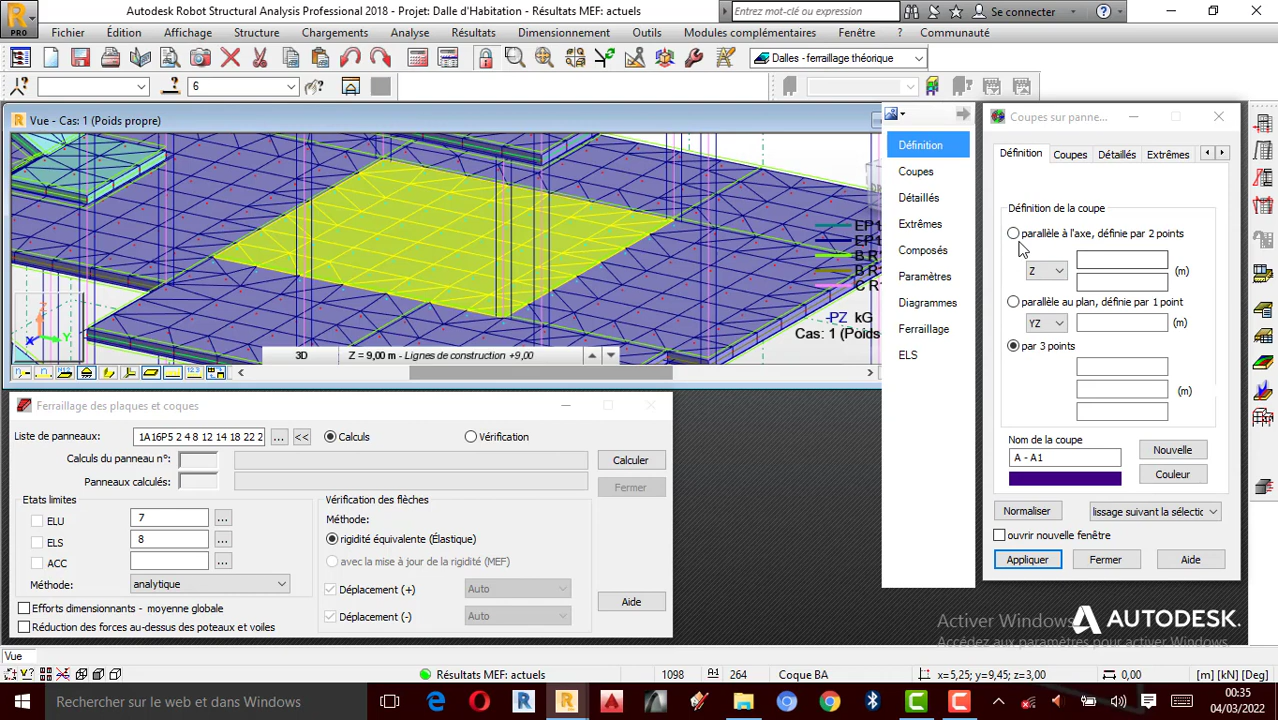 Autodesk Robot Structural Analysis Professional 2018 - Projet: Dalle d'Habitation - Résultats MEF: actuels
Entrez mot-clé ou expression
Se connecter
PRO
Fichier Édition Affichage Structure Chargements Analyse Résultats Dimensionnement Outils Modules complémentaires Fenêtre ? Communauté
Dalles - ferraillage théorique
6
Vue - Cas: 1 (Poids propre)
EP1
EP1
B R
B R
C R1
PZ kG
Cas: 1 (Poids
3D Z = 9,00 m - Lignes de construction +9,00
Définition
Coupes
Détaillés
Extrêmes
Composés
Paramètres
Diagrammes
Ferraillage
ELS
Coupes sur panne...
Définition Coupes Détaillés Extrêmes
Définition de la coupe
parallèle à l'axe, définie par 2 points
Z (m)
parallèle au plan, définie par 1 point
YZ (m)
par 3 points
(m)
Nom de la coupe
A - A1
Nouvelle
Couleur
Normaliser
lissage suivant la sélectic
ouvrir nouvelle fenêtre
Appliquer Fermer Aide
Ferraillage des plaques et coques
Liste de panneaux: 1A16P5 2 4 8 12 14 18 22 2 ... << Calculs Vérification
Calculs du panneau n°: Calculer
Panneaux calculés: Fermer
Etats limites
ELU 7 ...
ELS 8 ...
ACC ...
Méthode: analytique
Vérification des flèches
Méthode:
rigidité équivalente (Élastique)
avec la mise à jour de la rigidité (MEF)
Déplacement (+) Auto
Déplacement (-) Auto
Aide
Efforts dimensionnants - moyenne globale
Réduction des forces au-dessus des poteaux et voiles
Activer Windows
Accédez aux paramètres pour activer Windows.
AUTODESK.
Vue
Résultats MEF: actuels 1098 264 Coque BA x=5,25; y=9,45; z=3,00 0,00 [m] [kN] [Deg]
Rechercher sur le web et dans Windows
00:35
04/03/2022